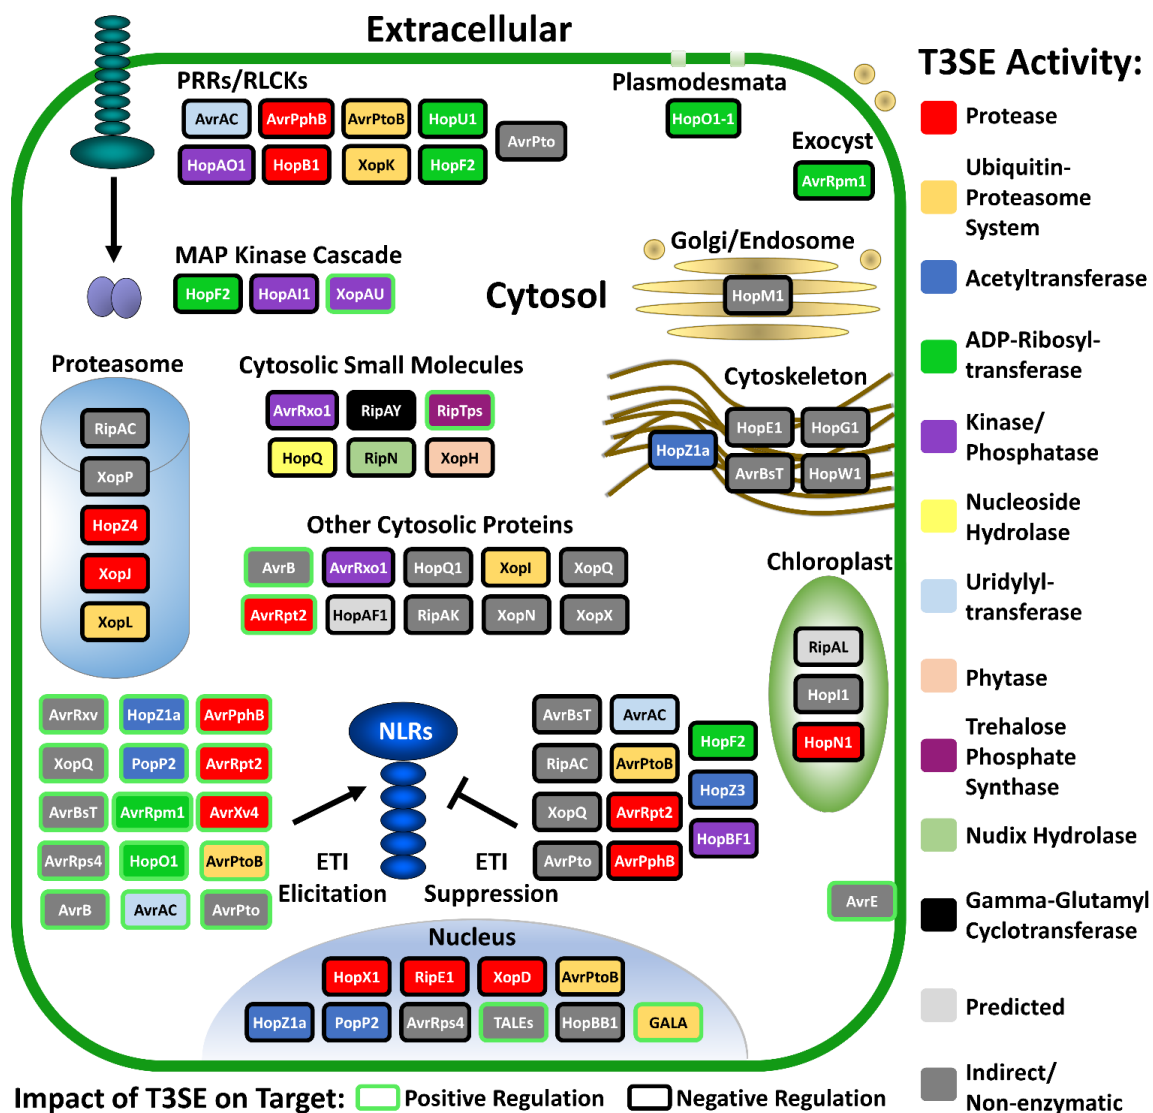 Extracellular
T3SE Activity:
PRRs/RLCKs
AvrAC AvrPphB AvrPtoB HopU1
AvrPto
HopAO1 HopB1 XopK HopF2
Plasmodesmata
HopO1-1
Exocyst
AvrRpm1
MAP Kinase Cascade
HopF2 HopAI1 XopAU
Cytosol
Golgi/Endosome
HopM1
Proteasome
RipAC
XopP
HopZ4
XopJ
XopL
Cytosolic Small Molecules
AvrRxo1 RipAY RipTps
HopQ RipN XopH
Cytoskeleton
HopE1 HopG1
HopZ1a
AvrBsT HopW1
Other Cytosolic Proteins
AvrB AvrRxo1 HopQ1 XopI XopQ
AvrRpt2 HopAF1 RipAK XopN XopX
Chloroplast
RipAL
HopI1
HopN1
AvrRxv HopZ1a AvrPphB
XopQ PopP2 AvrRpt2
AvrBsT AvrRpm1 AvrXv4
AvrRps4 HopO1 AvrPtoB
AvrB AvrAC AvrPto
NLRs
ETI
Elicitation
ETI
Suppression
AvrBsT AvrAC
RipAC AvrPtoB
XopQ AvrRpt2
AvrPto AvrPphB
HopF2
HopZ3
HopBF1
AvrE
Nucleus
HopX1 RipE1 XopD AvrPtoB
HopZ1a PopP2 AvrRps4 TALEs HopBB1 GALA
Protease
Ubiquitin-
Proteasome
System
Acetyltransferase
ADP-Ribosyl-
transferase
Kinase/
Phosphatase
Nucleoside
Hydrolase
Uridylyl-
transferase
Phytase
Trehalose
Phosphate
Synthase
Nudix Hydrolase
Gamma-Glutamyl
Cyclotransferase
Predicted
Indirect/
Non-enzymatic
Impact of T3SE on Target: Positive Regulation Negative Regulation